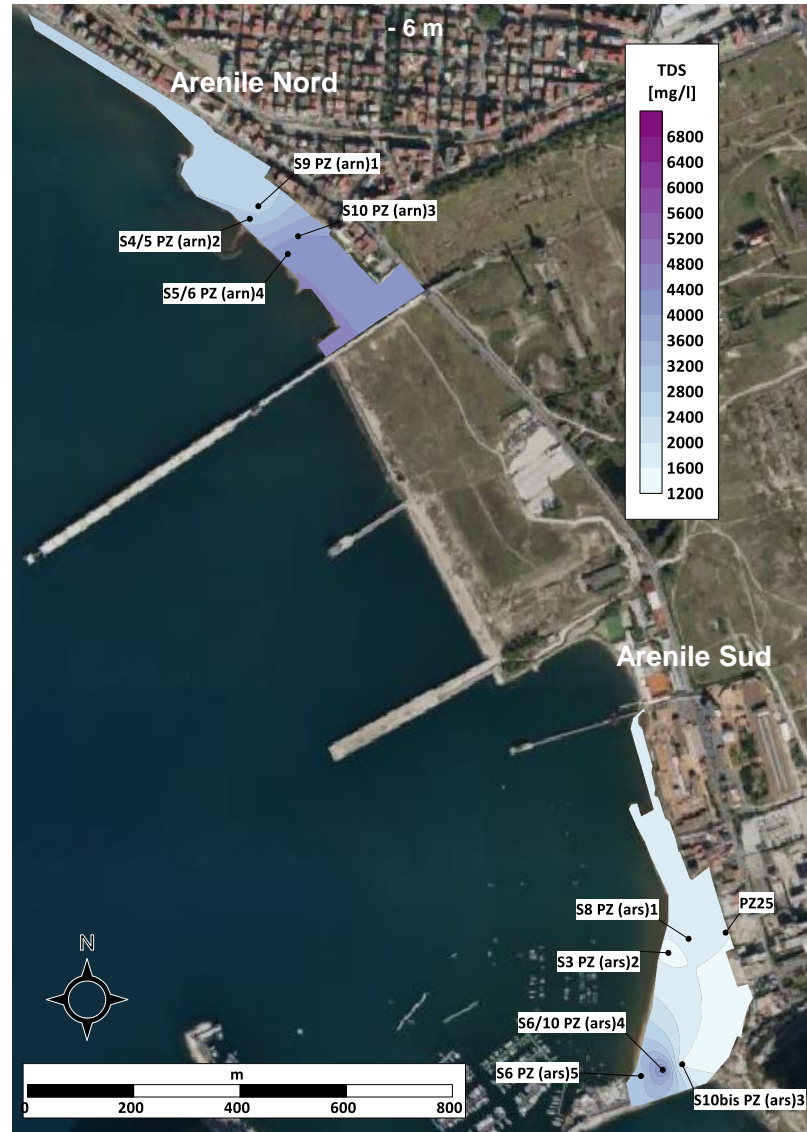 - 6 m
Arenile Nord
TDS
[mg/l]
6800
6400
6000
5200
4800
4400
4000
3600
3200
2800
2400
2000
1600
1200
S9 PZ (arn)1
S10 PZ (arn)3
S4/5 PZ (arn)2
S5/6 PZ (arn)4
Arenile Sud
S8 PZ (ars)1
PZ25
S3 PZ (ars)2
S6/10 PZ (ars)4
S6 PZ (ars)5
S10bis PZ (ars)3
N
m
0 200 400 600 800